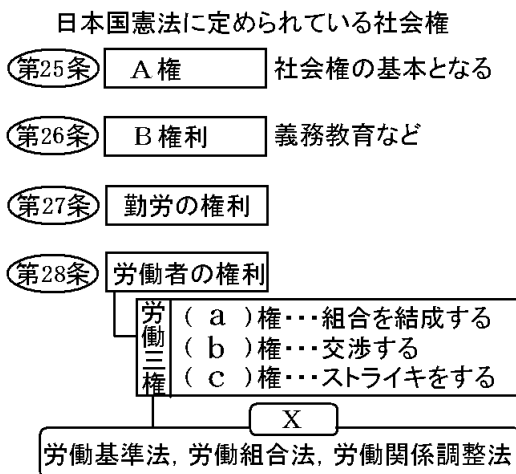 日本国憲法に定められている社会権
第25条 A権 社会権の基本となる
第26条 B権利 義務教育など
第27条 勤労の権利
第28条 労働者の権利
労働三権
( a )権…組合を結成する
( b )権…交渉する
( c )権…ストライキをする
X
労働基準法,労働組合法,労働関係調整法